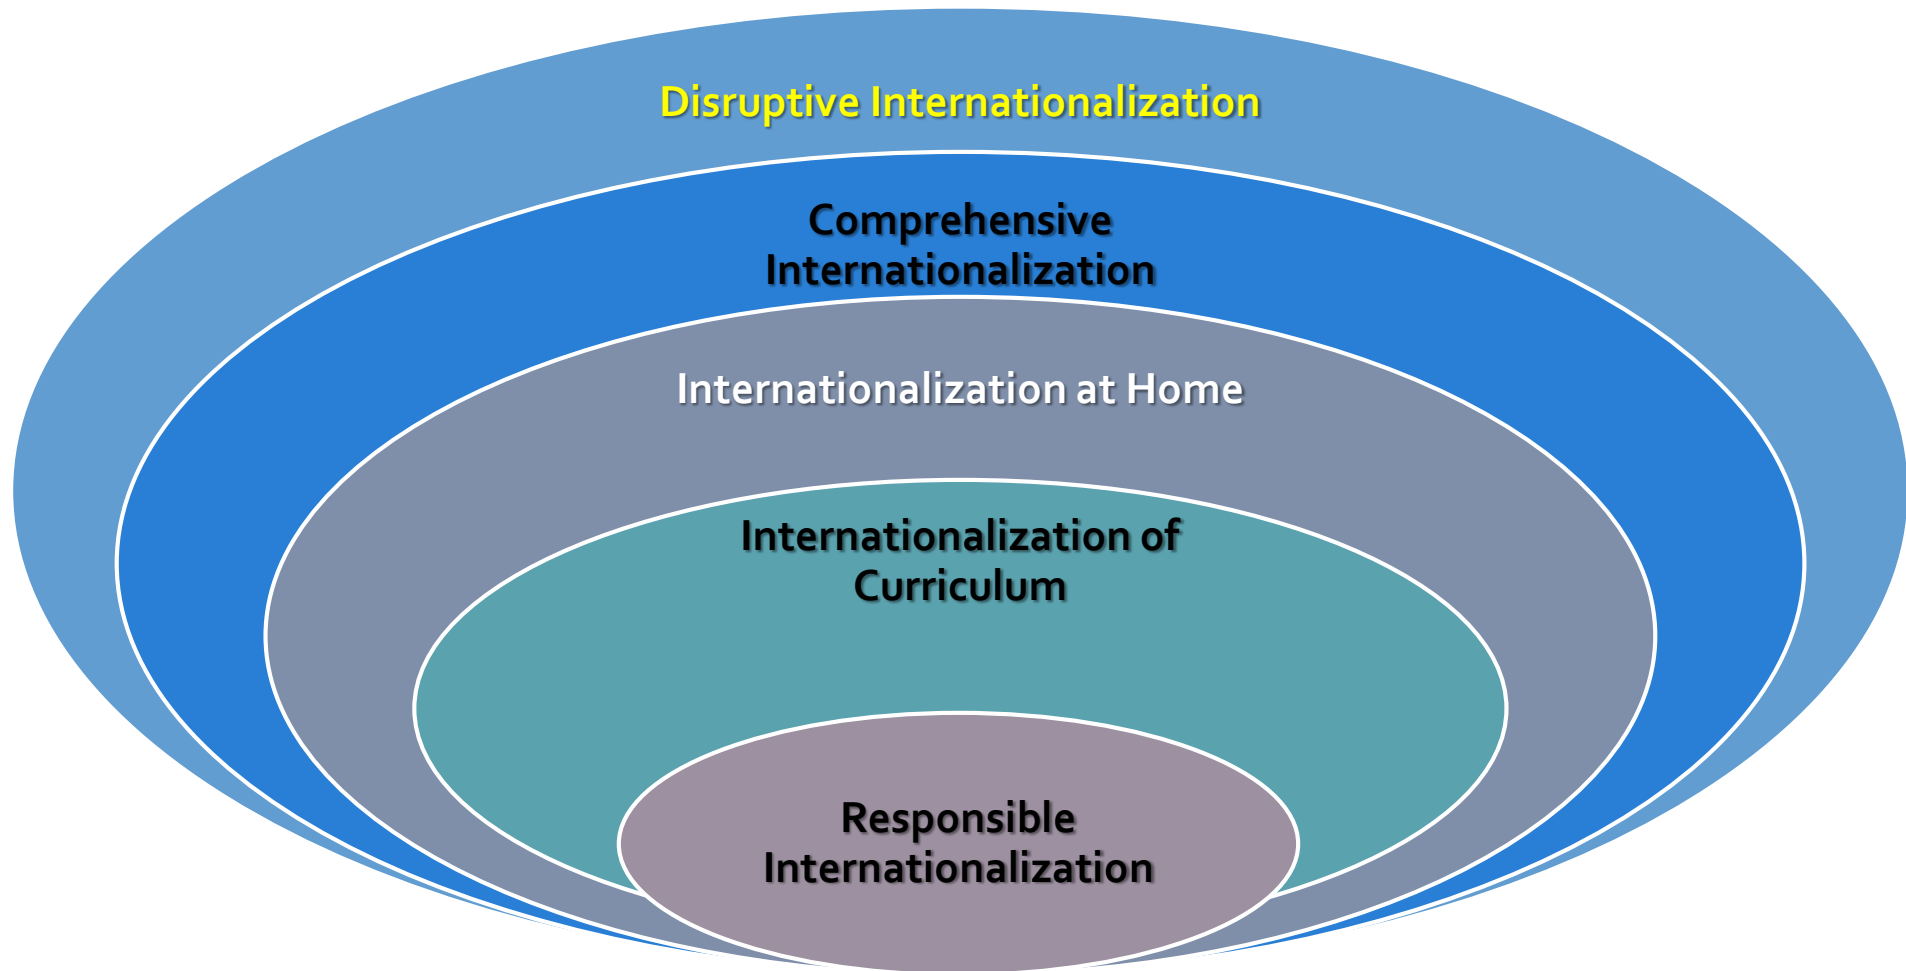 Disruptive Internationalization
Comprehensive
Internationalization
Internationalization at Home
Internationalization of
Curriculum
Responsible
Internationalization